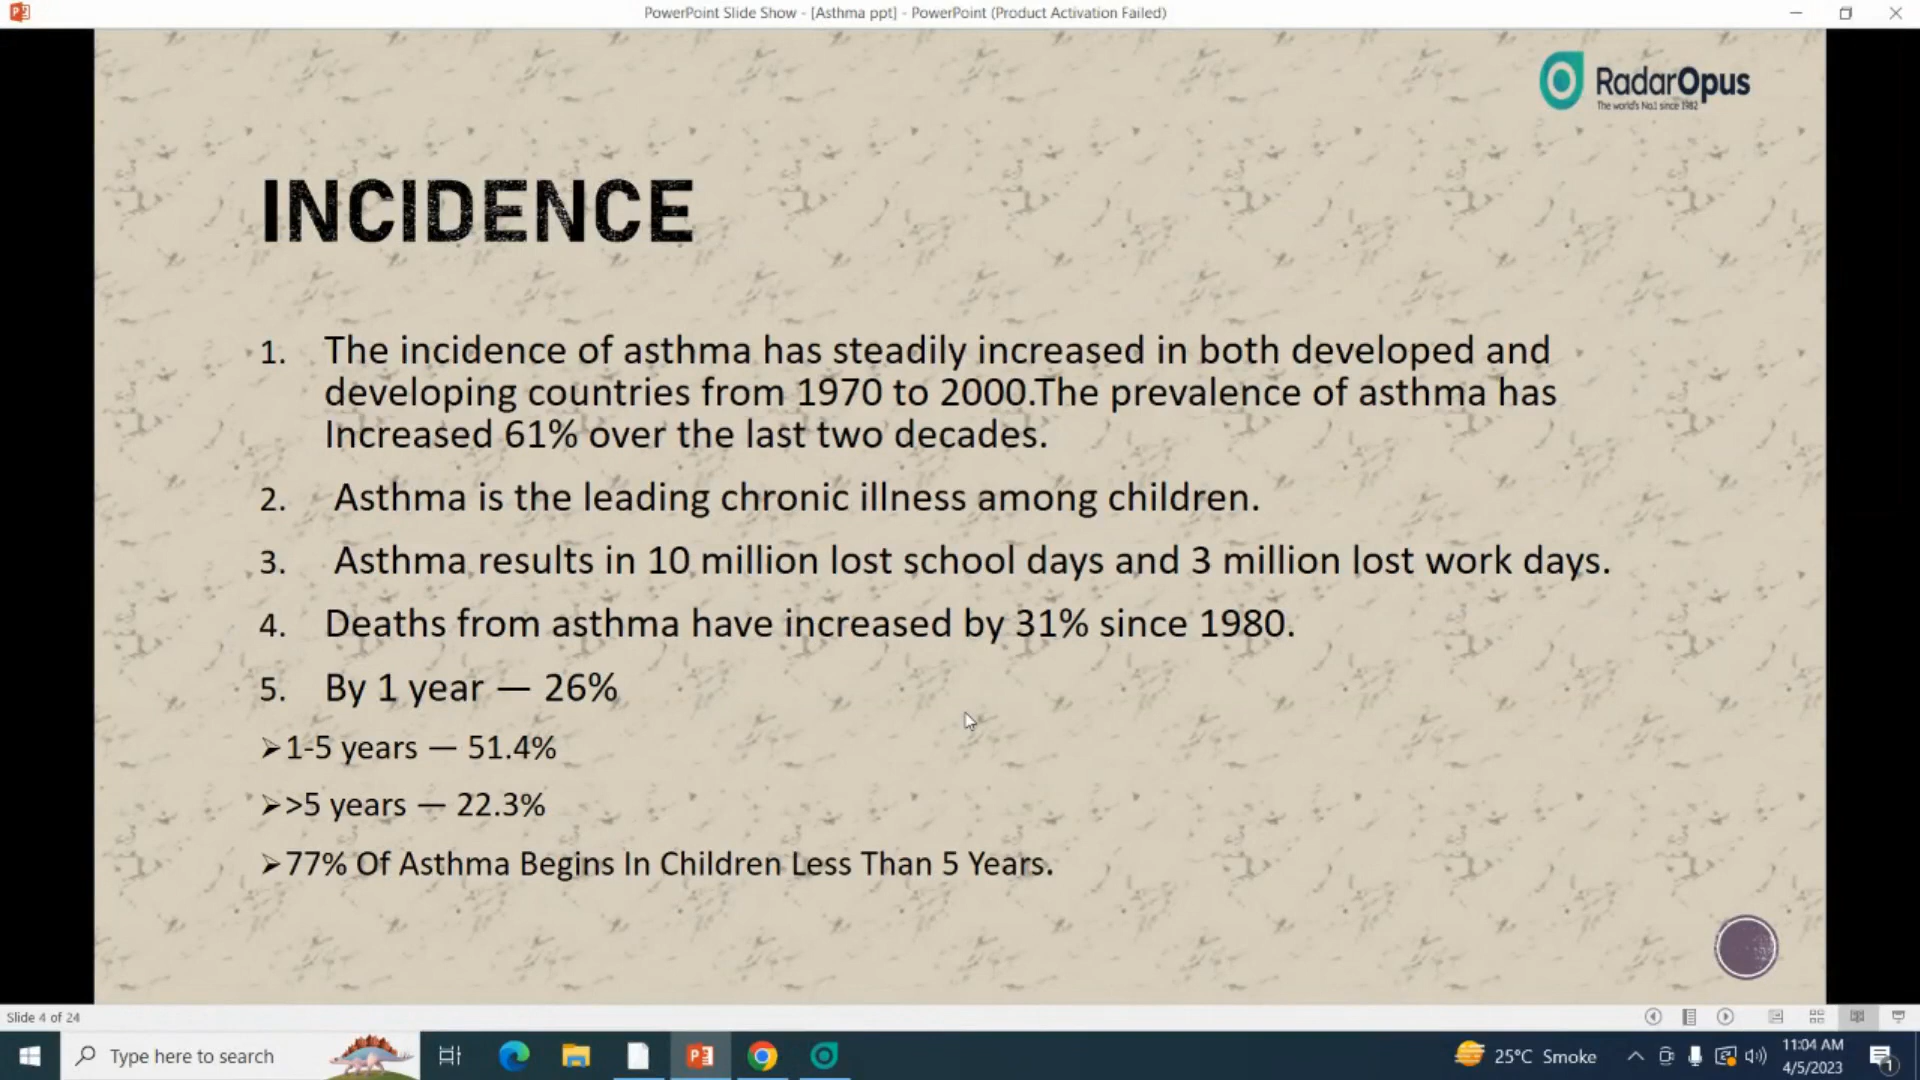 PowerPoint Slide Show - [Asthma ppt] - PowerPoint (Product Activation Failed)
RadarOpus
The world's No1 since 1982
INCIDENCE
1. The incidence of asthma has steadily increased in both developed and
developing countries from 1970 to 2000.The prevalence of asthma has
Increased 61% over the last two decades.
2. Asthma is the leading chronic illness among children.
3. Asthma results in 10 million lost school days and 3 million lost work days.
4. Deaths from asthma have increased by 31% since 1980.
5. By 1 year — 26%
➢1-5 years — 51.4%
➢>5 years — 22.3%
➢77% Of Asthma Begins In Children Less Than 5 Years.
Slide 4 of 24
Type here to search
25°C Smoke
11:04 AM
4/5/2023
1